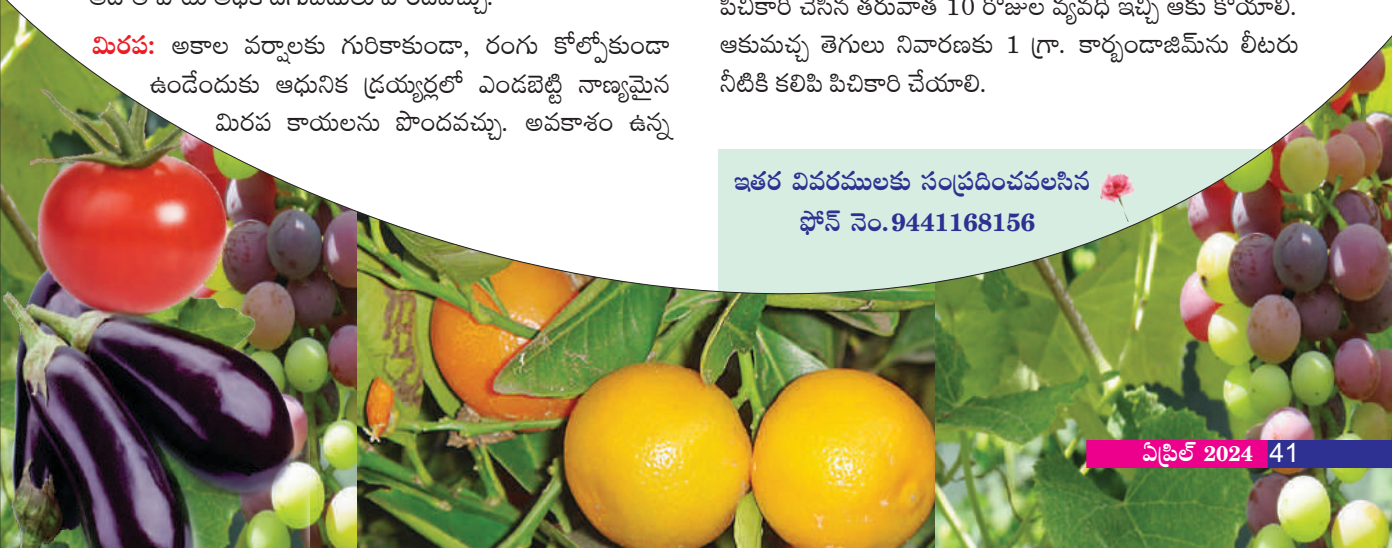 మిరప: అకాల వర్షాలకు గురికాకుండా, రంగు కోల్పోకుండా
ఉండేందుకు ఆధునిక డ్రయ్యర్లలో ఎండబెట్టి నాణ్యమైన
మిరప కాయలను పొందవచ్చు. అవకాశం ఉన్న
పిచికారి చేసిన తరువాత 10 రోజుల వ్యవధి ఇచ్చి ఆకు కోయాలి.
ఆకుమచ్చ తెగులు నివారణకు 1 గ్రా. కార్బండాజిమ్‌ను లీటరు
నీటికి కలిపి పిచికారి చేయాలి.
ఇతర వివరములకు సంప్రదించవలసిన
ఫోన్ నెం.9441168156
ఏప్రిల్ 2024 41